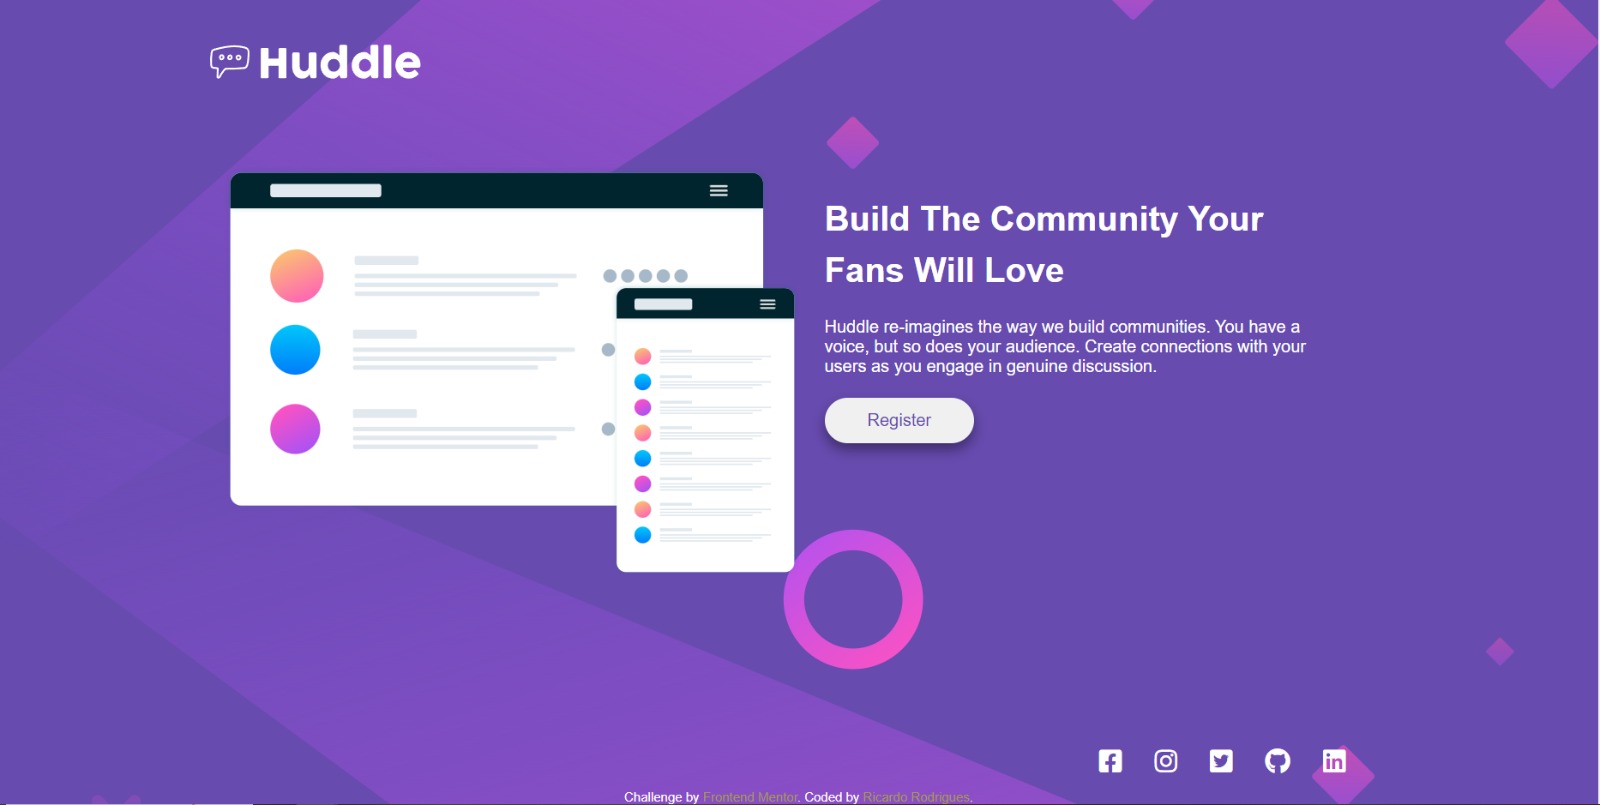 Huddle
Build The Community Your
Fans Will Love
Huddle re-imagines the way we build communities. You have a
voice, but so does your audience. Create connections with your
users as you engage in genuine discussion.
Register
Challenge by Frontend Mentor. Coded by Ricardo Rodrigues.